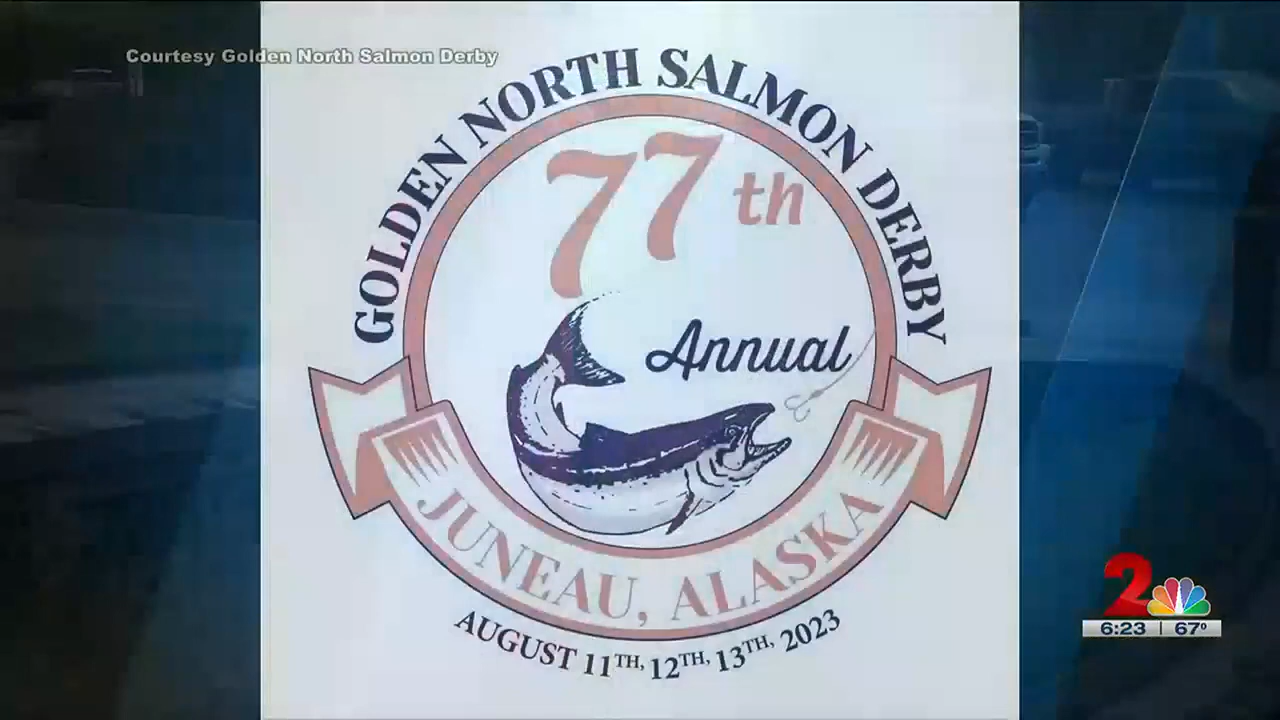 Courtesy Golden North Salmon Derby
GOLDEN NORTH SALMON DERBY
77th
Annual
JUNEAU, ALASKA
AUGUST 11TH, 12TH, 13TH, 2023
2
6:23 | 67°